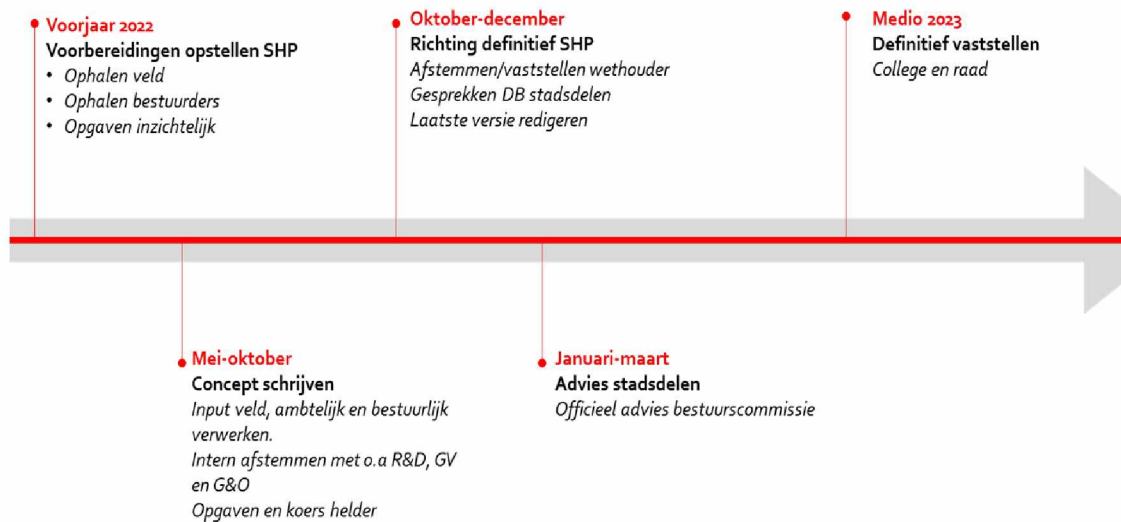 Voorjaar 2022
Voorbereidingen opstellen SHP
• Ophalen veld
• Ophalen bestuurders
• Opgaven inzichtelijk
Mei-oktober
Concept schrijven
Input veld, ambtelijk en bestuurlijk
verwerken.
Intern afstemmen met o.a R&D, GV
en G&O
Opgaven en koers helder
Oktober-december
Richting definitief SHP
Afstemmen/vaststellen wethouder
Gesprekken DB stadsdelen
Laatste versie redigeren
Januari-maart
Advies stadsdelen
Officieel advies bestuurscommissie
Medio 2023
Definitief vaststellen
College en raad